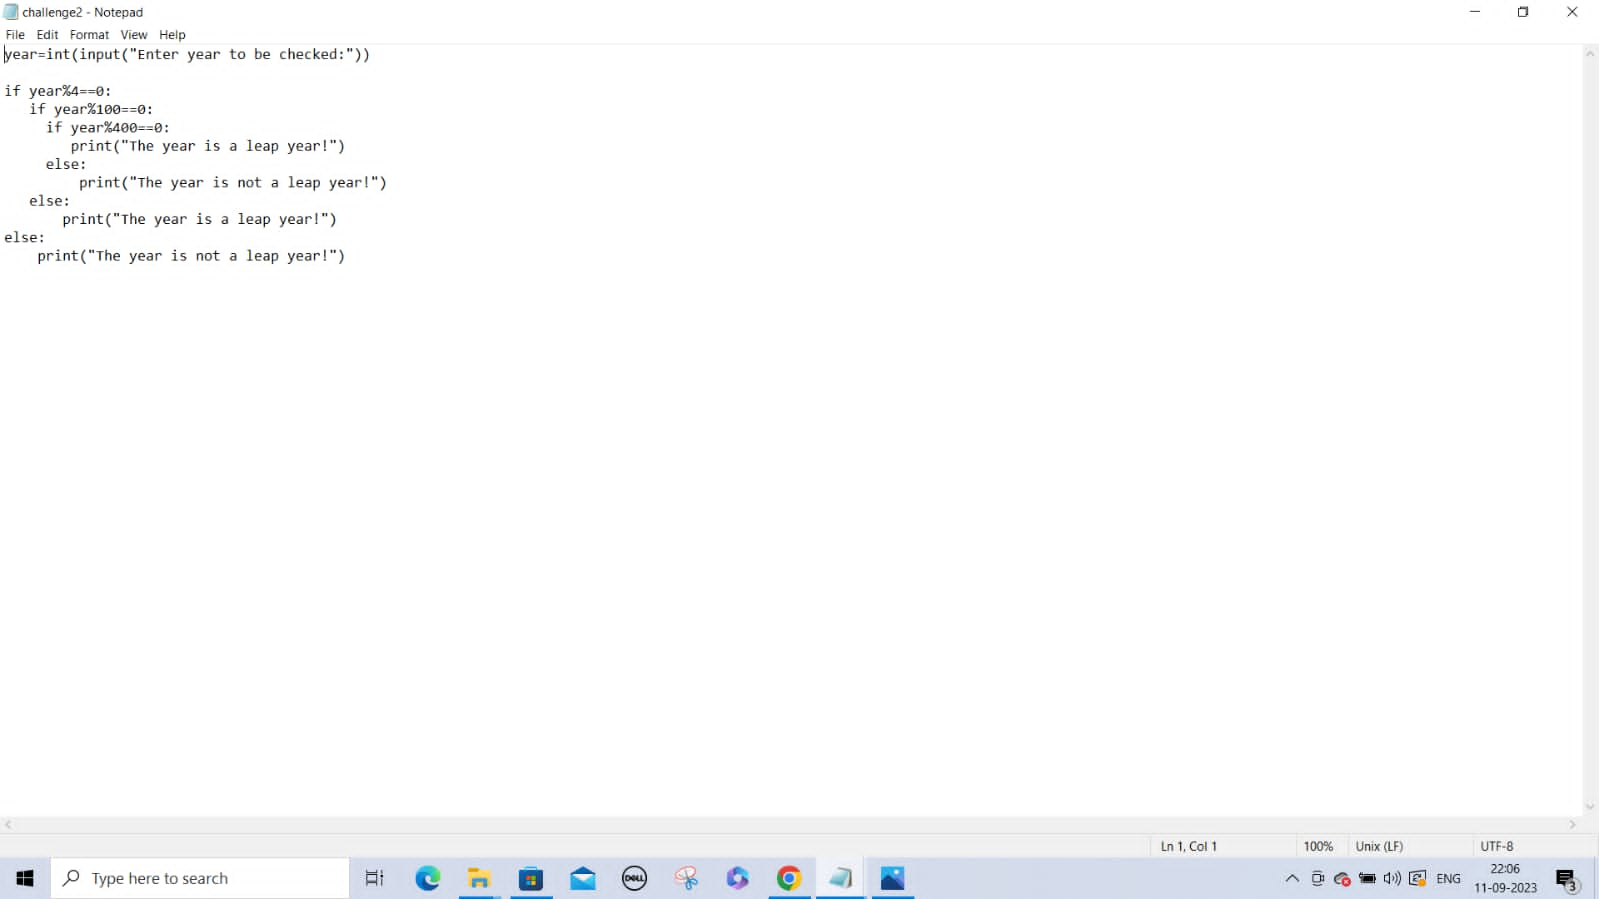 challenge2 - Notepad
File Edit Format View Help
year=int(input("Enter year to be checked:"))

if year%4==0:
   if year%100==0:
     if year%400==0:
        print("The year is a leap year!")
     else:
         print("The year is not a leap year!")
   else:
       print("The year is a leap year!")
else:
    print("The year is not a leap year!")
Ln 1, Col 1 100% Unix (LF) UTF-8
Type here to search DELL ENG 22:06
11-09-2023 3